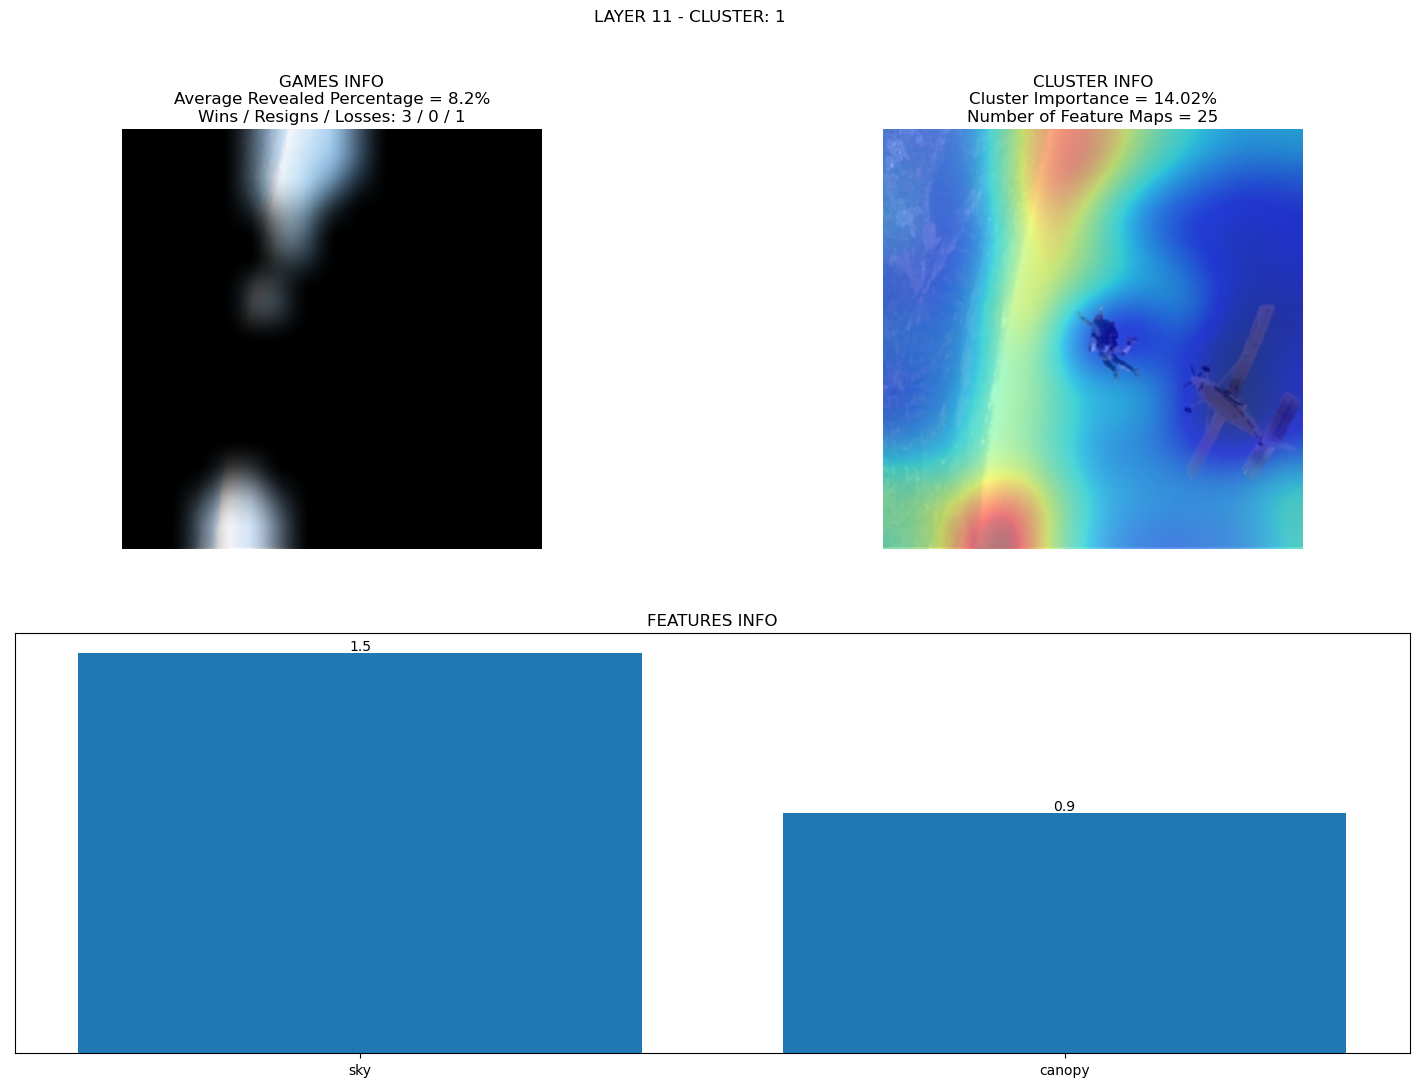 LAYER 11 - CLUSTER: 1
GAMES INFO
Average Revealed Percentage = 8.2%
Wins / Resigns / Losses: 3 / 0 / 1
CLUSTER INFO
Cluster Importance = 14.02%
Number of Feature Maps = 25
FEATURES INFO
1.5
0.9
sky
canopy